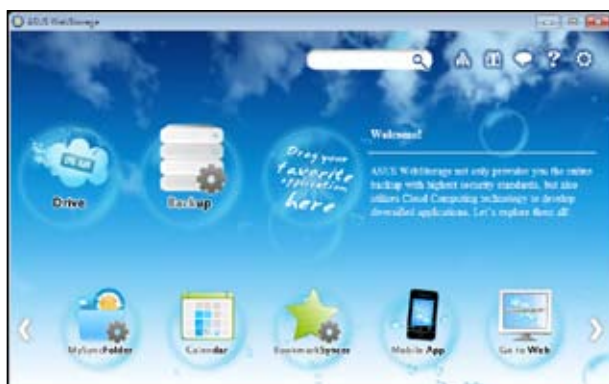 ASUS WebStorage
Welcome!
Drive
Backup
Drag your
favorite
application
here
ASUS WebStorage not only provides you the online
backup with highest security standards, but also
utilizes Cloud Computing technology to develop
diversified applications. Let's explore them all!
MySyncFolder
Calendar
BookmarkSyncer
Mobile App
Go to Web